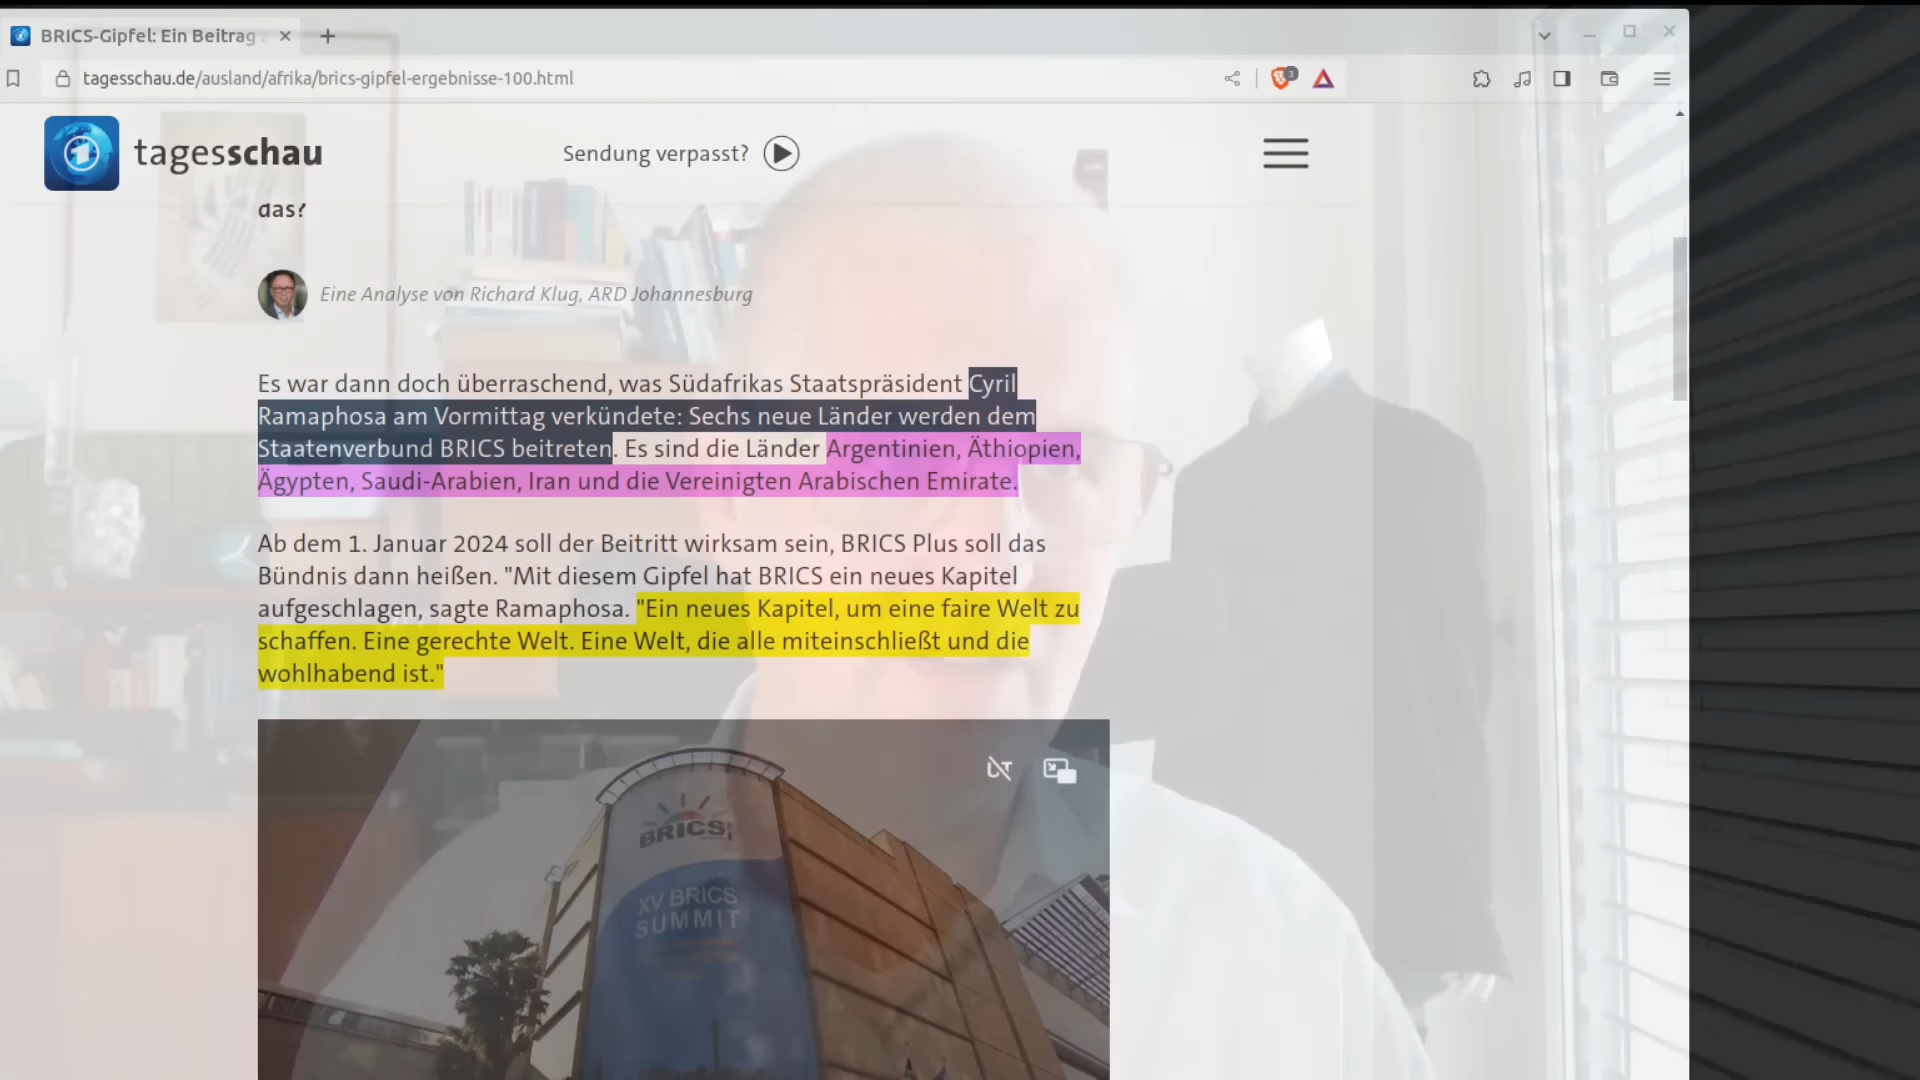 BRICS-Gipfel: Ein Beitrag
tagesschau.de/ausland/afrika/brics-gipfel-ergebnisse-100.html
3
tagesschau
Sendung verpasst?
das?
Eine Analyse von Richard Klug, ARD Johannesburg
Es war dann doch überraschend, was Südafrikas Staatspräsident Cyril
Ramaphosa am Vormittag verkündete: Sechs neue Länder werden dem
Staatenverbund BRICS beitreten. Es sind die Länder Argentinien, Äthiopien,
Ägypten, Saudi-Arabien, Iran und die Vereinigten Arabischen Emirate.
Ab dem 1. Januar 2024 soll der Beitritt wirksam sein, BRICS Plus soll das
Bündnis dann heißen. "Mit diesem Gipfel hat BRICS ein neues Kapitel
aufgeschlagen, sagte Ramaphosa. "Ein neues Kapitel, um eine faire Welt zu
schaffen. Eine gerechte Welt. Eine Welt, die alle miteinschließt und die
wohlhabend ist."
UT
BRICS
XV BRICS
SUMMIT